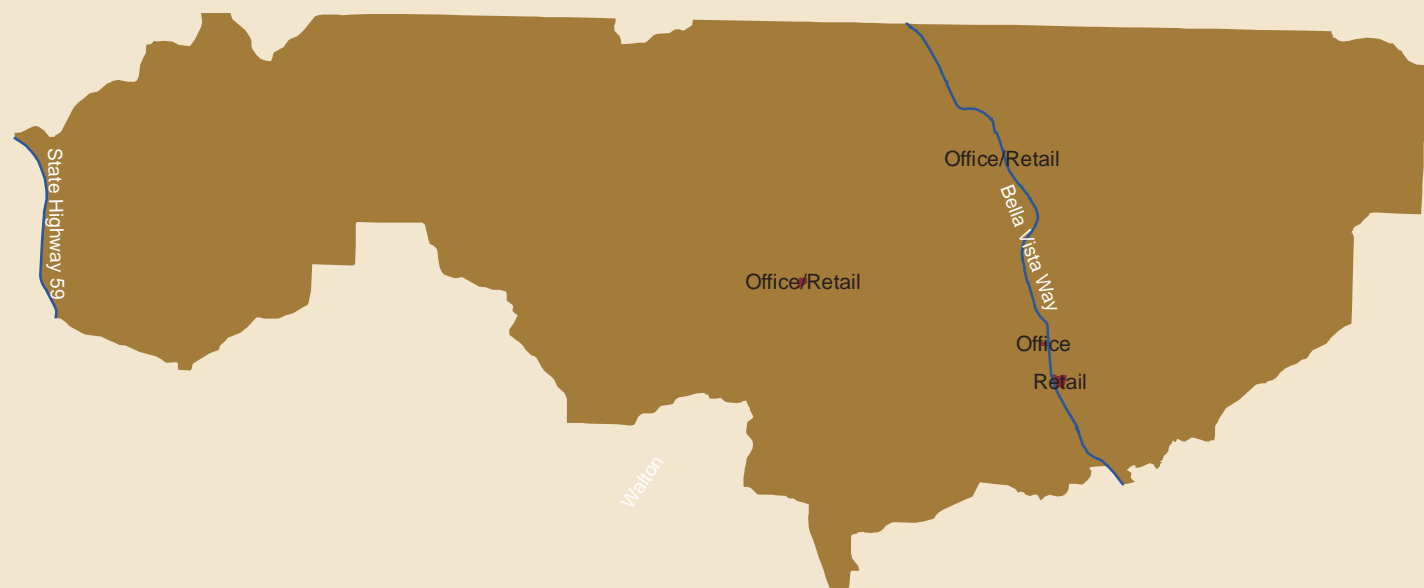 State Highway 59
Office/Retail
Bella Vista Way
Office/Retail
Office
Retail
Walton